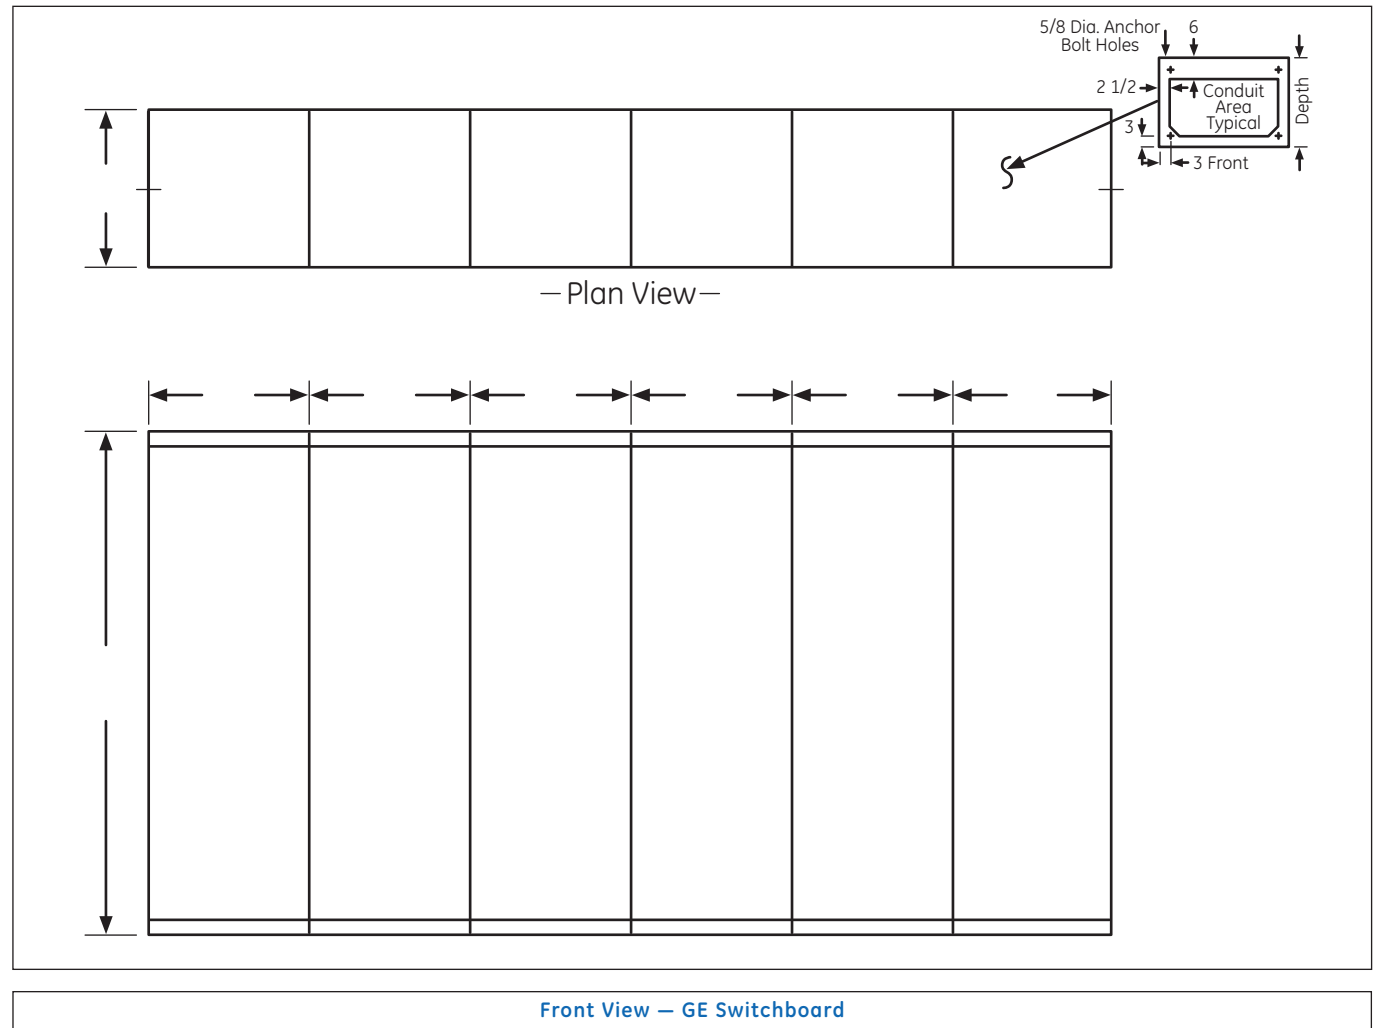 5/8 Dia. Anchor
Bolt Holes
6
2 1/2
Conduit
Area
Typical
Depth
3
3 Front
Plan View
Front View — GE Switchboard